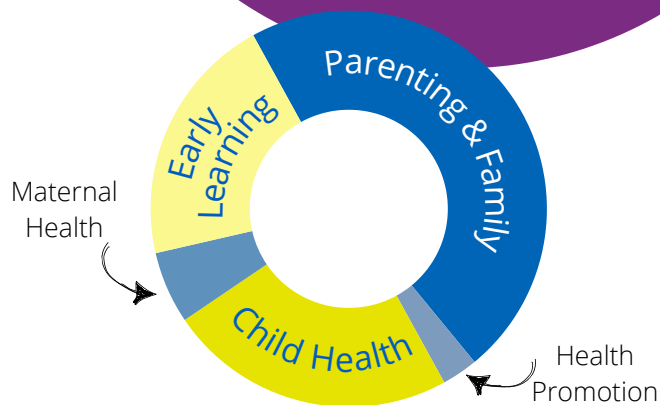 Parenting & Family
Early
Learning
Maternal
Health
Child Health
Health
Promotion